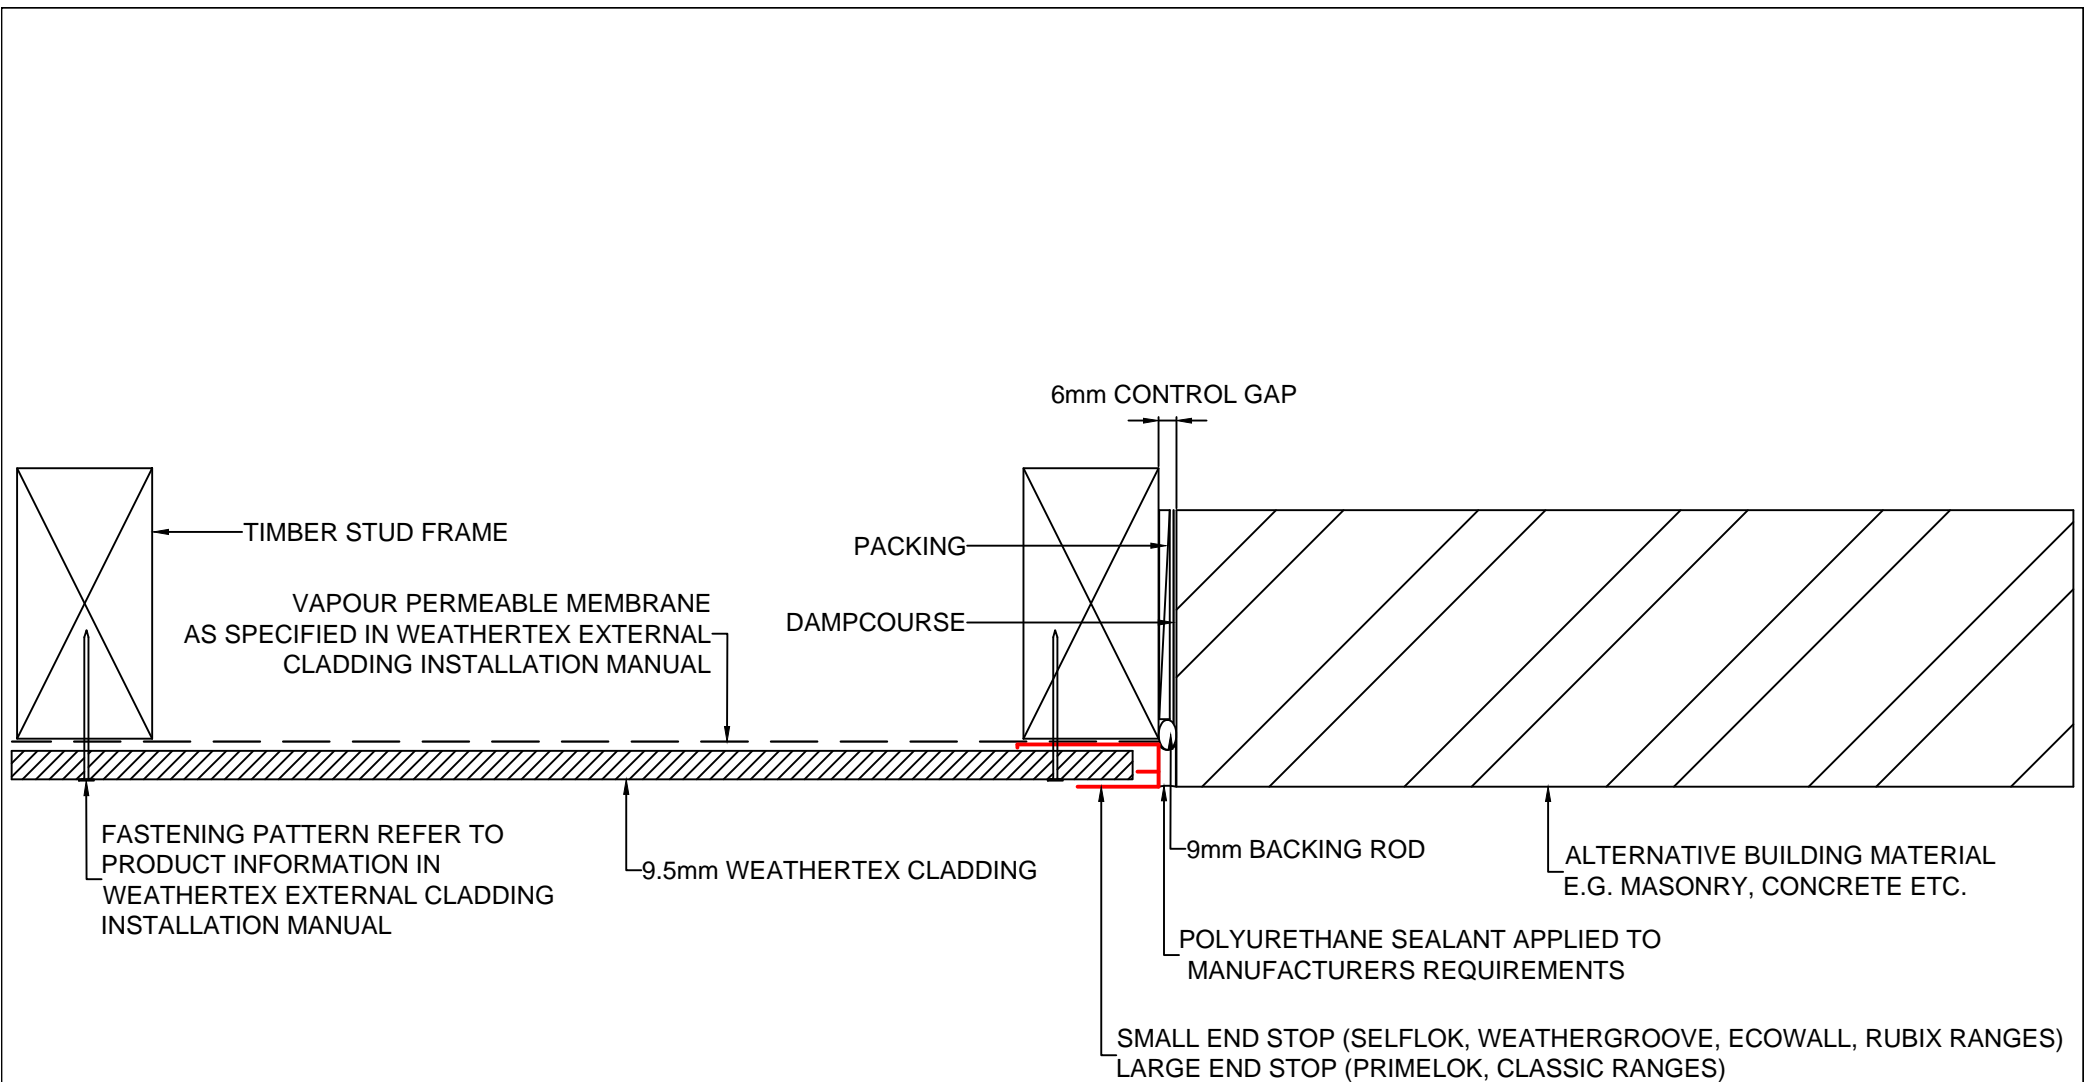 6mm CONTROL GAP
TIMBER STUD FRAME
PACKING
VAPOUR PERMEABLE MEMBRANE
AS SPECIFIED IN WEATHERTEX EXTERNAL
CLADDING INSTALLATION MANUAL
DAMPCOURSE
FASTENING PATTERN REFER TO
PRODUCT INFORMATION IN
WEATHERTEX EXTERNAL CLADDING
INSTALLATION MANUAL
9.5mm WEATHERTEX CLADDING
9mm BACKING ROD
ALTERNATIVE BUILDING MATERIAL
E.G. MASONRY, CONCRETE ETC.
POLYURETHANE SEALANT APPLIED TO
MANUFACTURERS REQUIREMENTS
SMALL END STOP (SELFLOK, WEATHERGROOVE, ECOWALL, RUBIX RANGES)
LARGE END STOP (PRIMELOK, CLASSIC RANGES)